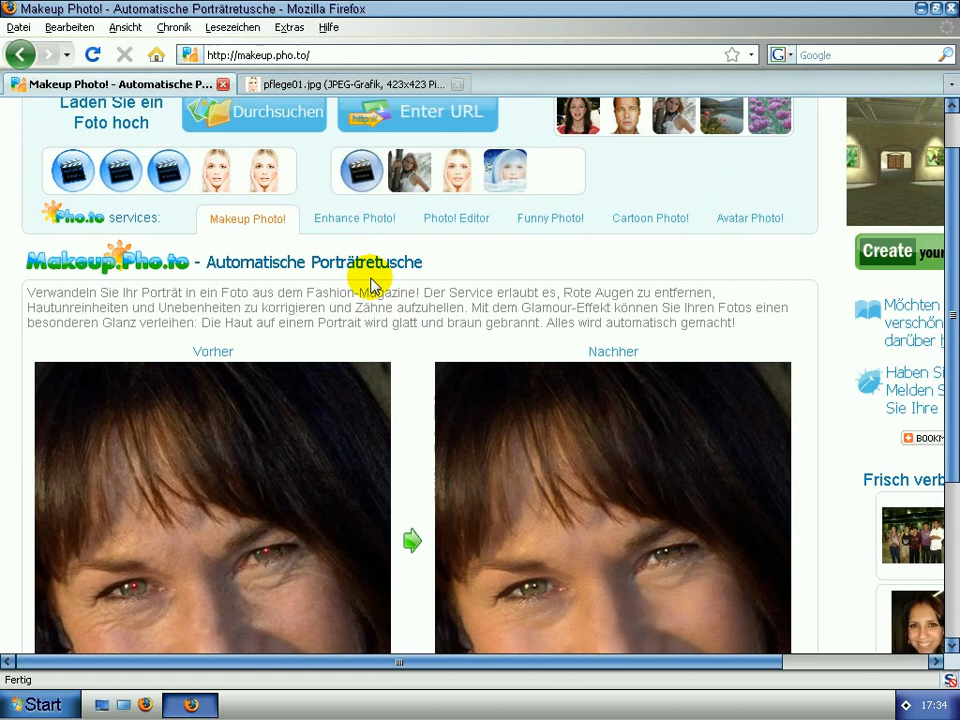 Makeup Photo! - Automatische Porträtretusche - Mozilla Firefox
Datei Bearbeiten Ansicht Chronik Lesezeichen Extras Hilfe
http://makeup.pho.to/
Google
Makeup Photo! - Automatische P...
pflege01.jpg (JPEG-Grafik, 423x423 Pi...
Laden Sie ein
Foto hoch
Durchsuchen
http://
Enter URL
Pho.to services:
Makeup Photo!
Enhance Photo!
Photo! Editor
Funny Photo!
Cartoon Photo!
Avatar Photo!
Create your
Makeup.Pho.to - Automatische Porträtretusche
Verwandeln Sie Ihr Porträt in ein Foto aus dem Fashion-Magazine! Der Service erlaubt es, Rote Augen zu entfernen,
Hautunreinheiten und Unebenheiten zu korrigieren und Zähne aufzuhellen. Mit dem Glamour-Effekt können Sie Ihren Fotos einen
besonderen Glanz verleihen: Die Haut auf einem Portrait wird glatt und braun gebrannt. Alles wird automatisch gemacht!
Möchten
verschön
darüber
Vorher
Nachher
Haben Si
Melden S
Sie Ihre
BOOKM
Frisch verb
Fertig
Start
17:34